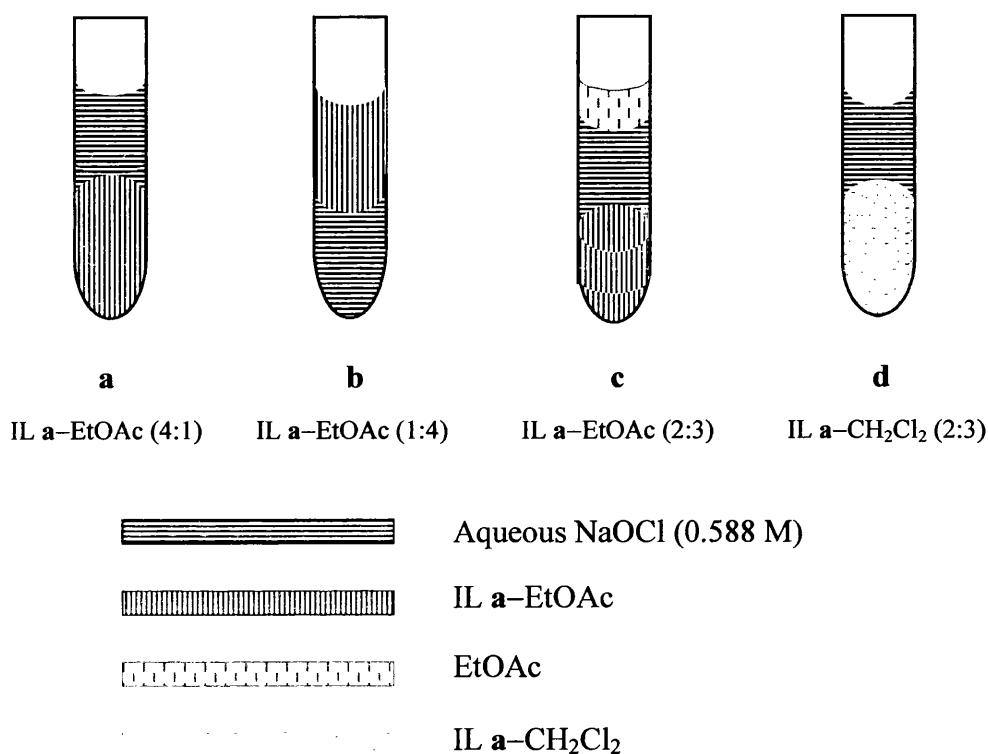 a b c d
IL a–EtOAc (4:1) IL a–EtOAc (1:4) IL a–EtOAc (2:3) IL a–CH₂Cl₂ (2:3)
Aqueous NaOCl (0.588 M)
IL a–EtOAc
EtOAc
IL a–CH₂Cl₂